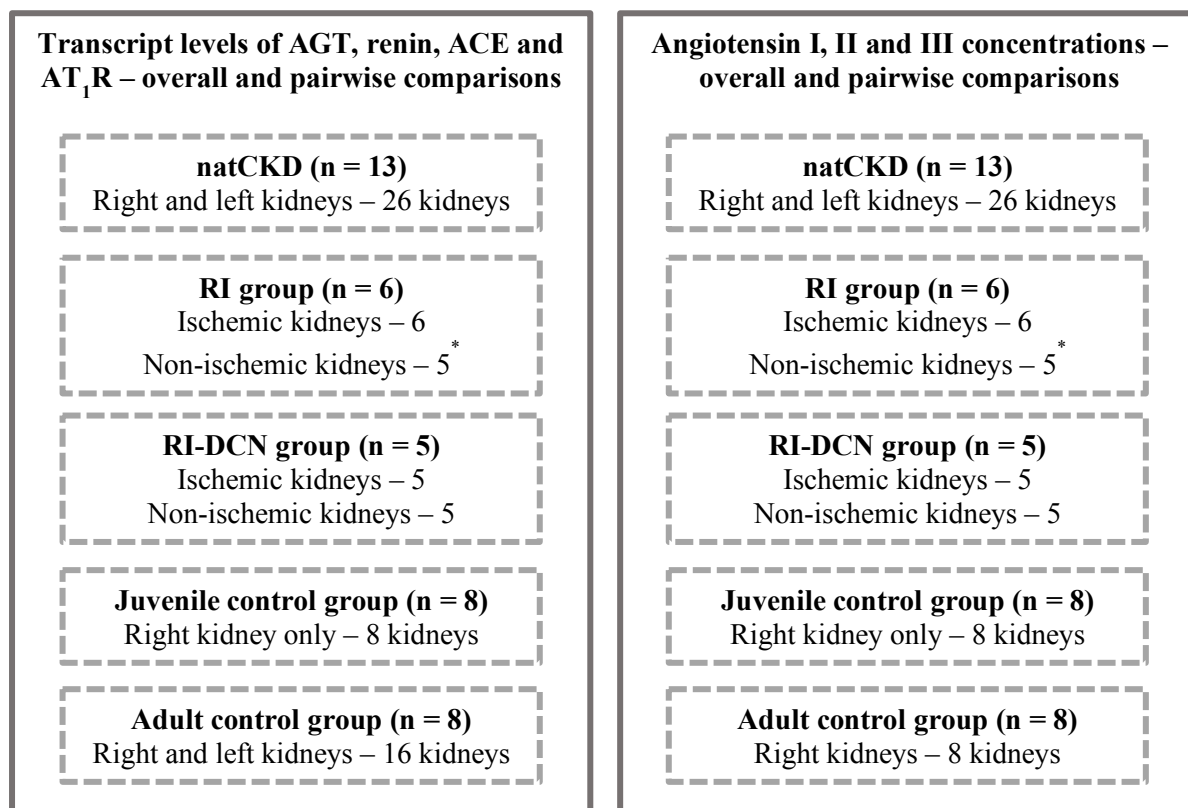 Transcript levels of AGT, renin, ACE and
AT₁R – overall and pairwise comparisons
natCKD (n = 13)
Right and left kidneys – 26 kidneys
RI group (n = 6)
Ischemic kidneys – 6
Non-ischemic kidneys – 5*
RI-DCN group (n = 5)
Ischemic kidneys – 5
Non-ischemic kidneys – 5
Juvenile control group (n = 8)
Right kidney only – 8 kidneys
Adult control group (n = 8)
Right and left kidneys – 16 kidneys
Angiotensin I, II and III concentrations –
overall and pairwise comparisons
natCKD (n = 13)
Right and left kidneys – 26 kidneys
RI group (n = 6)
Ischemic kidneys – 6
Non-ischemic kidneys – 5*
RI-DCN group (n = 5)
Ischemic kidneys – 5
Non-ischemic kidneys – 5
Juvenile control group (n = 8)
Right kidney only – 8 kidneys
Adult control group (n = 8)
Right kidneys – 8 kidneys